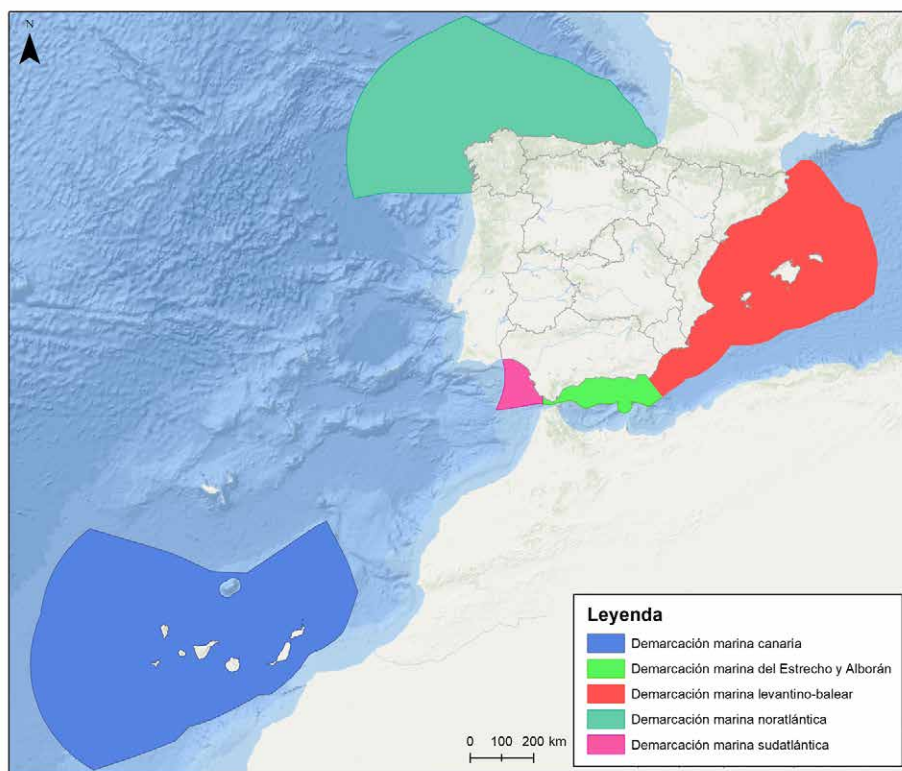 N
Leyenda
Demarcación marina canaria
Demarcación marina del Estrecho y Alborán
Demarcación marina levantino-balear
Demarcación marina noratlántica
Demarcación marina sudatlántica
0 100 200 km